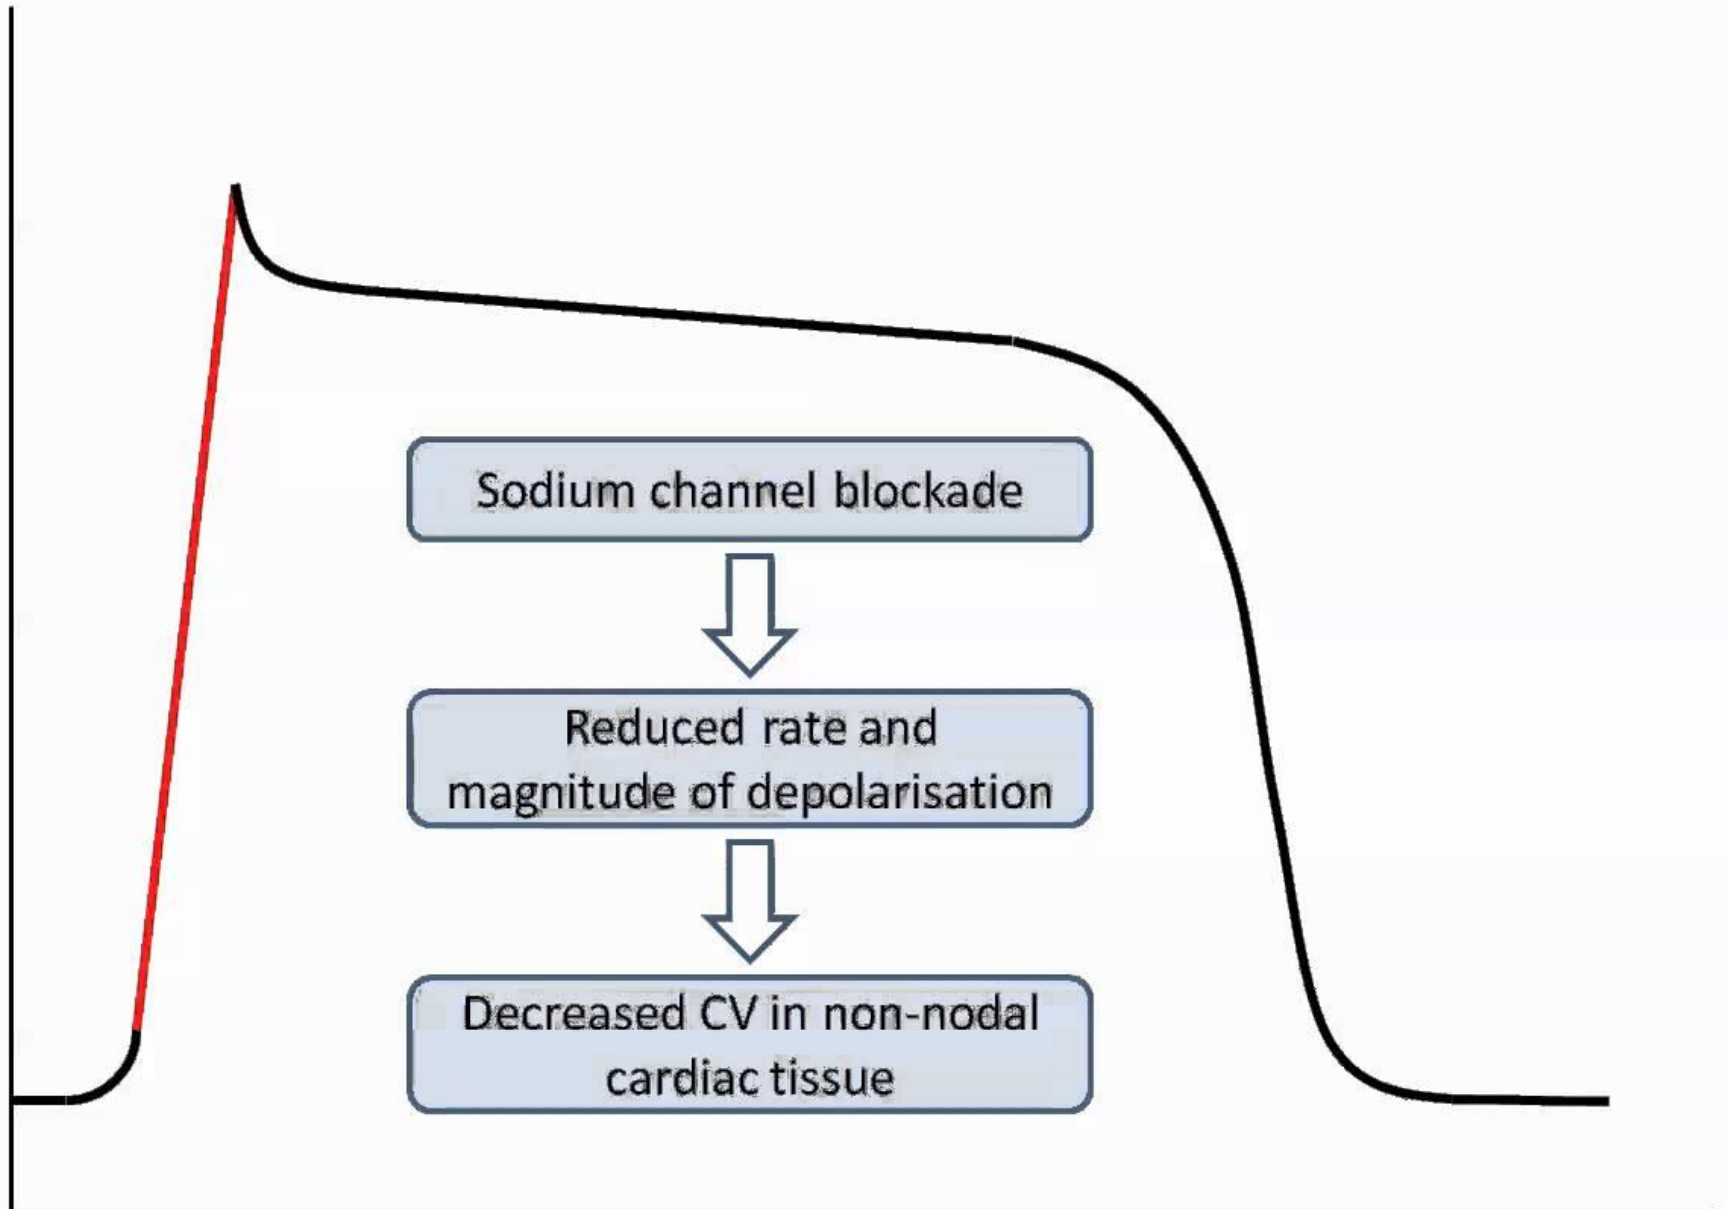 Sodium channel blockade
Reduced rate and
magnitude of depolarisation
Decreased CV in non-nodal
cardiac tissue